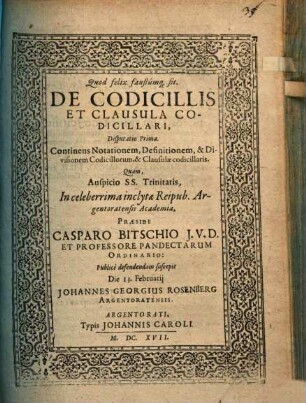 Quod felix faustumq; sit.
DE CODICILLIS
ET CLAUSULA CO-
DICILLARI,
Disputatio Prima
Continens Notationem, Definitionem, & Di-
visionem Codicillorum, & Clausulæ codicillaris.
Quam,
Auspicio SS. Trinitatis,
In celeberrima inclytæ Reipub. Ar-
gentoratensis Academia,
PRÆSIDE
CASPARO BITSCHIO J.V.D.
ET PROFESSORE PANDECTARUM
ORDINARIO:
Publicè defendendam suscepit
Die 13. Februarij
JOHANNES GEORGIUS ROSENBERG
ARGENTORATENSIS.
ARGENTORATI,
Typis JOHANNIS CAROLI.
M. DC. XVII.